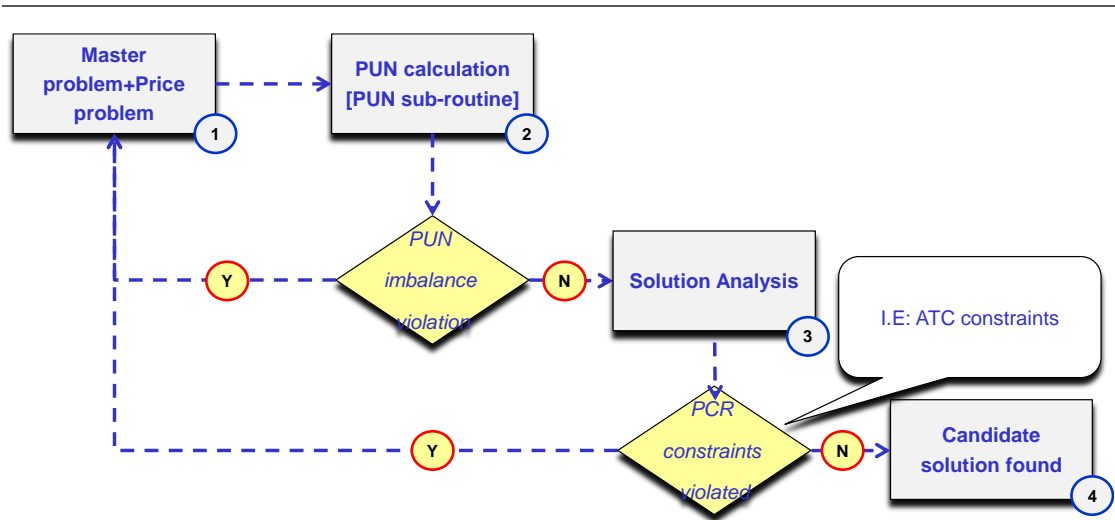 Master
problem+Price
problem
1
PUN calculation
[PUN sub-routine]
2
PUN
imbalance
violation
Y
N
Solution Analysis
3
I.E: ATC constraints
PCR
constraints
violated
Y
N
Candidate
solution found
4